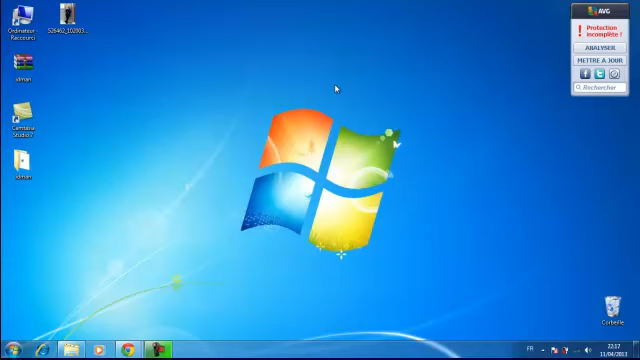 Ordinateur -
Raccourci
526462_102003...
idman
Camtasia
Studio 7
idman
AVG
Protection
incomplète !
ANALYSER
METTRE A JOUR
Rechercher
Corbeille
FR
22:17
11/04/2013